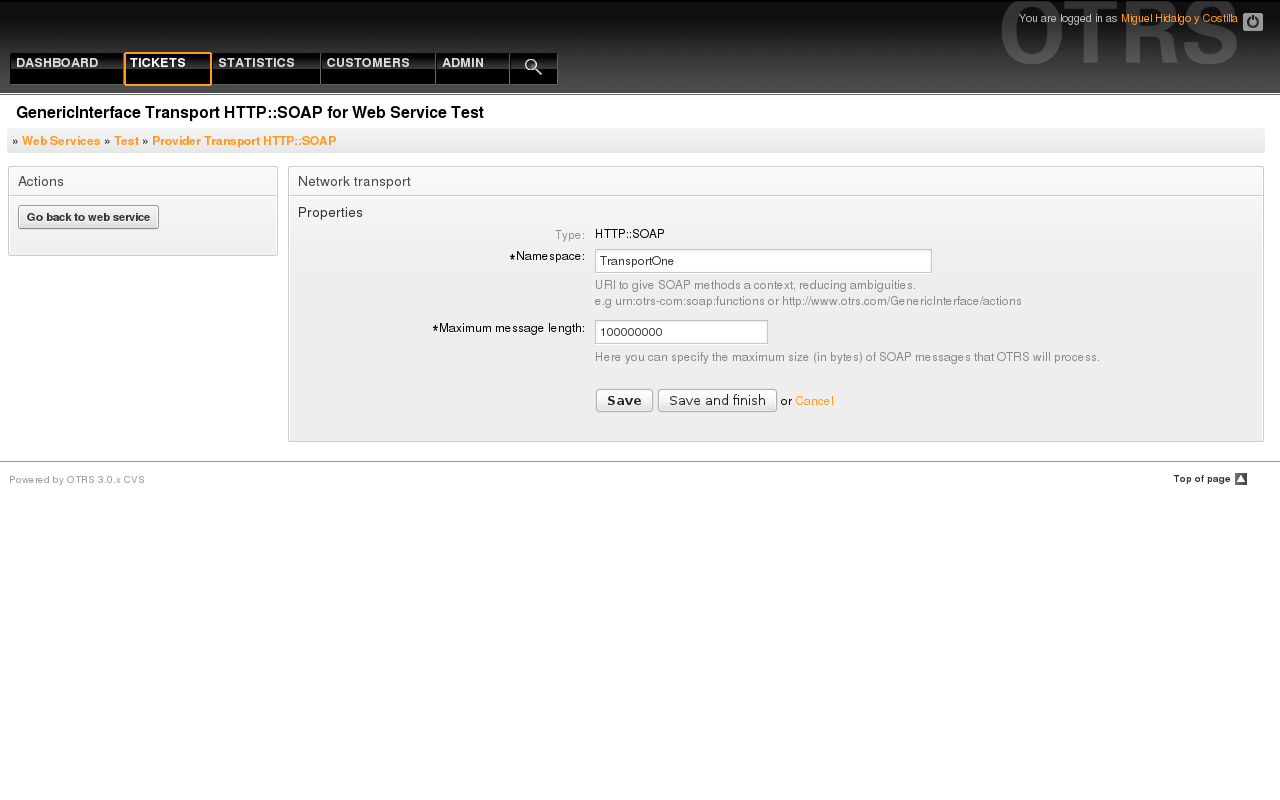 OTRS
You are logged in as Miguel Hidalgo y Costilla
DASHBOARD TICKETS STATISTICS CUSTOMERS ADMIN
GenericInterface Transport HTTP::SOAP for Web Service Test
» Web Services » Test » Provider Transport HTTP::SOAP
Actions
Go back to web service
Network transport
Properties
Type: HTTP::SOAP
*Namespace: TransportOne
URI to give SOAP methods a context, reducing ambiguities.
e.g urn:otrs-com:soap:functions or http://www.otrs.com/GenericInterface/actions
*Maximum message length: 100000000
Here you can specify the maximum size (in bytes) of SOAP messages that OTRS will process.
Save Save and finish or Cancel
Powered by OTRS 3.0.x CVS
Top of page